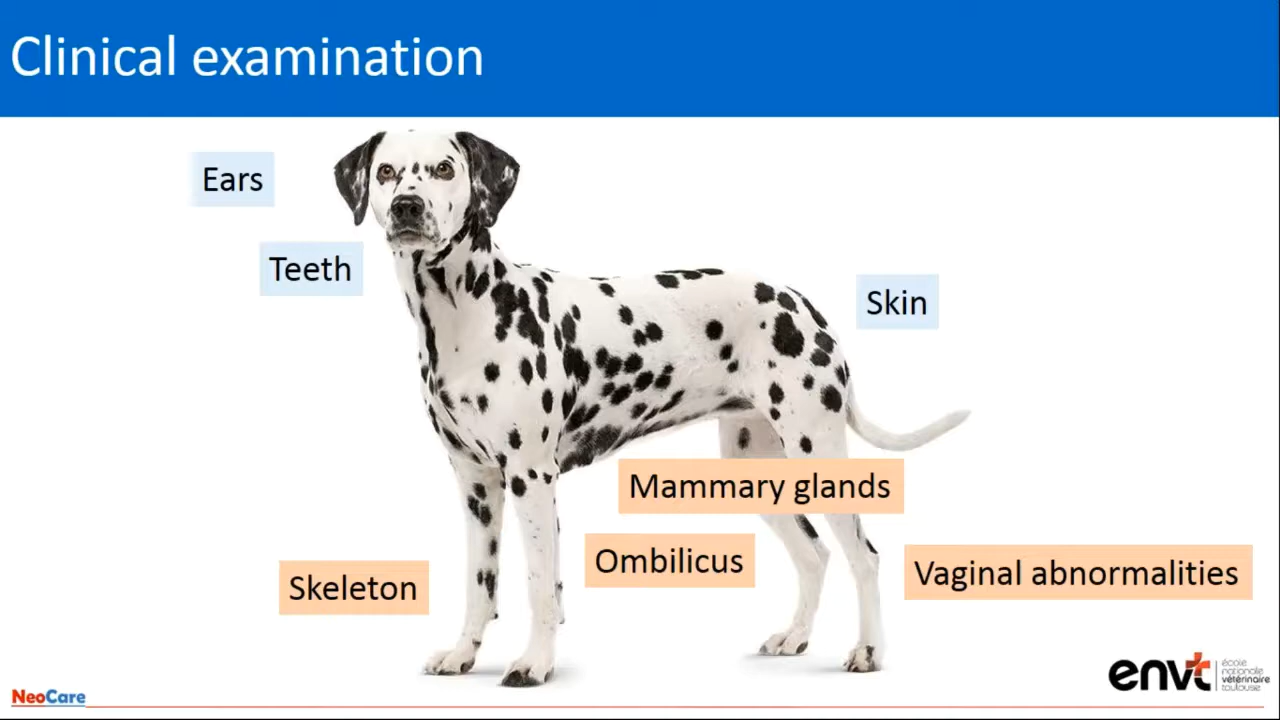 Clinical examination
Ears
Teeth
Skin
Mammary glands
Ombilicus
Skeleton
Vaginal abnormalities
NeoCare
envt
école
nationale
vétérinaire
toulouse